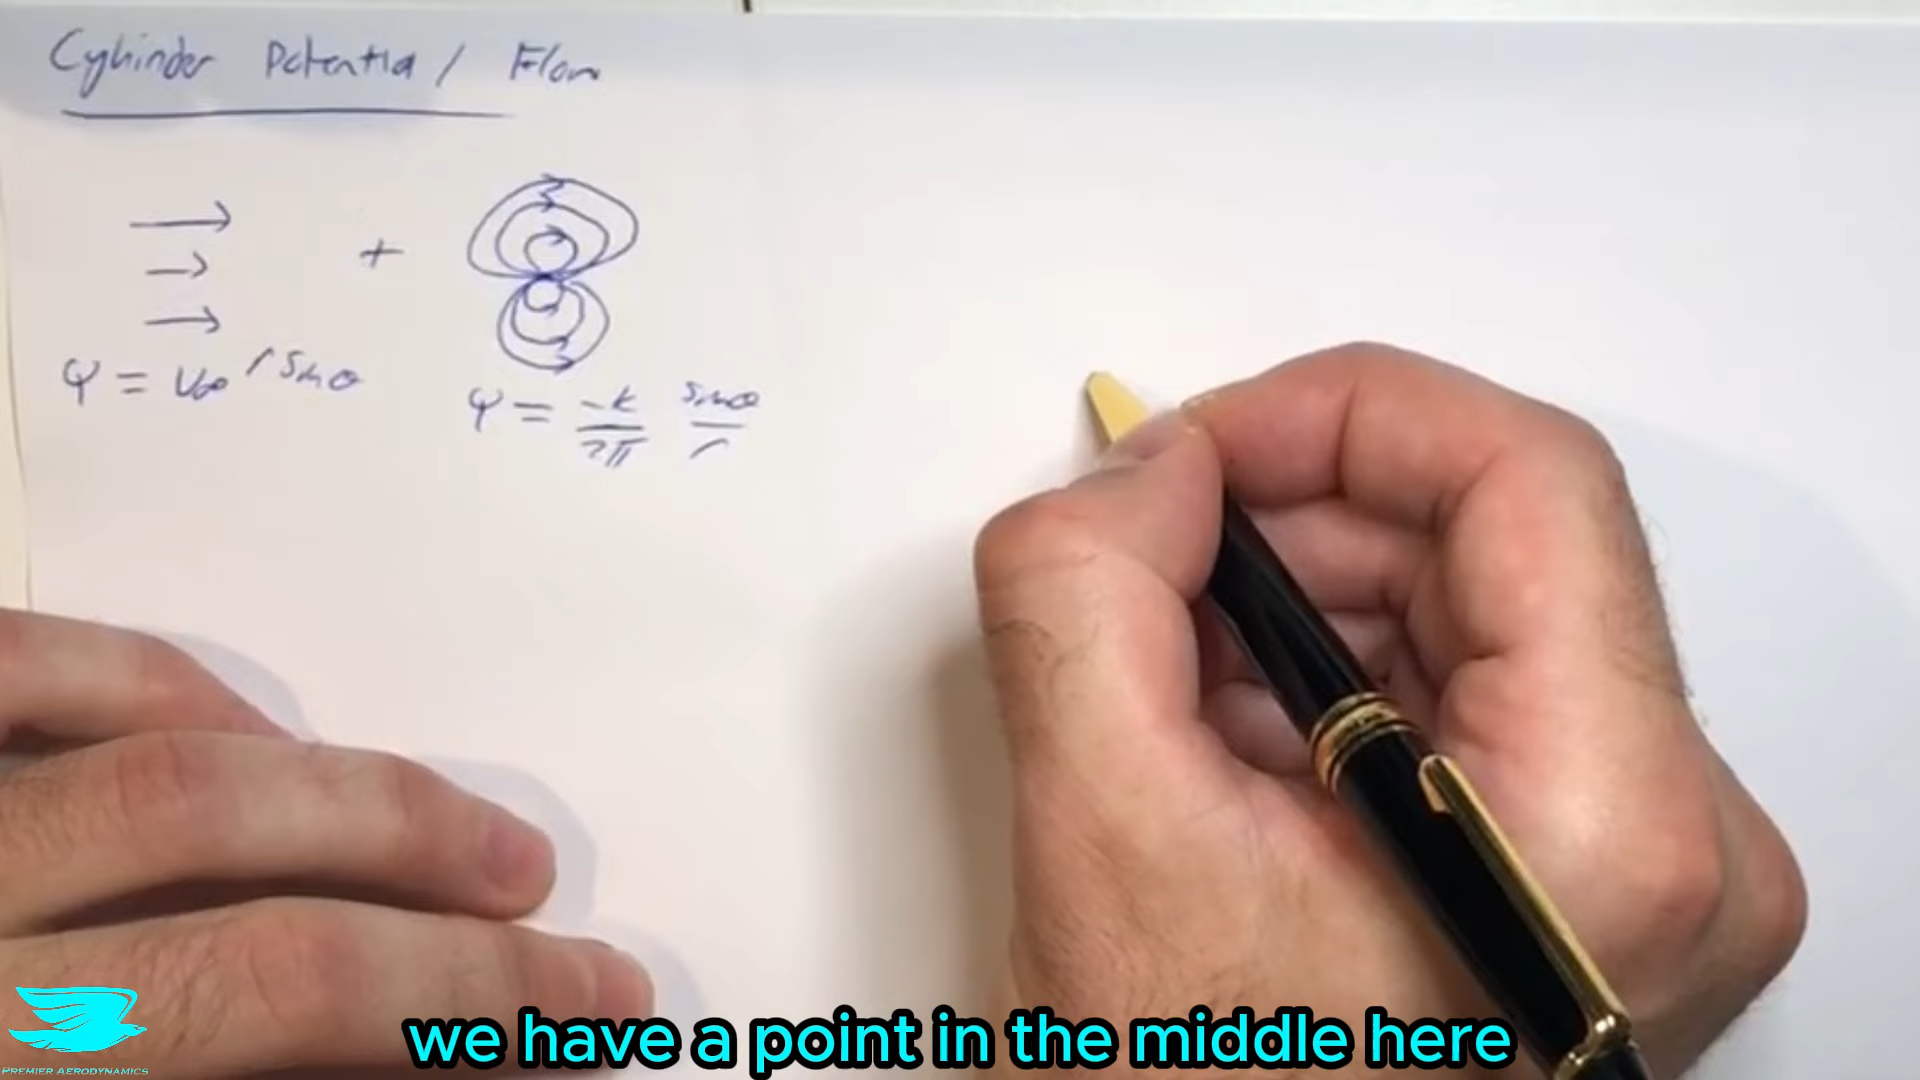 Cylinder Potential Flow
+
ψ = V∞ r sinθ
ψ = -K/2π sinθ/r
we have a point in the middle here
PREMIER AERODYNAMICS